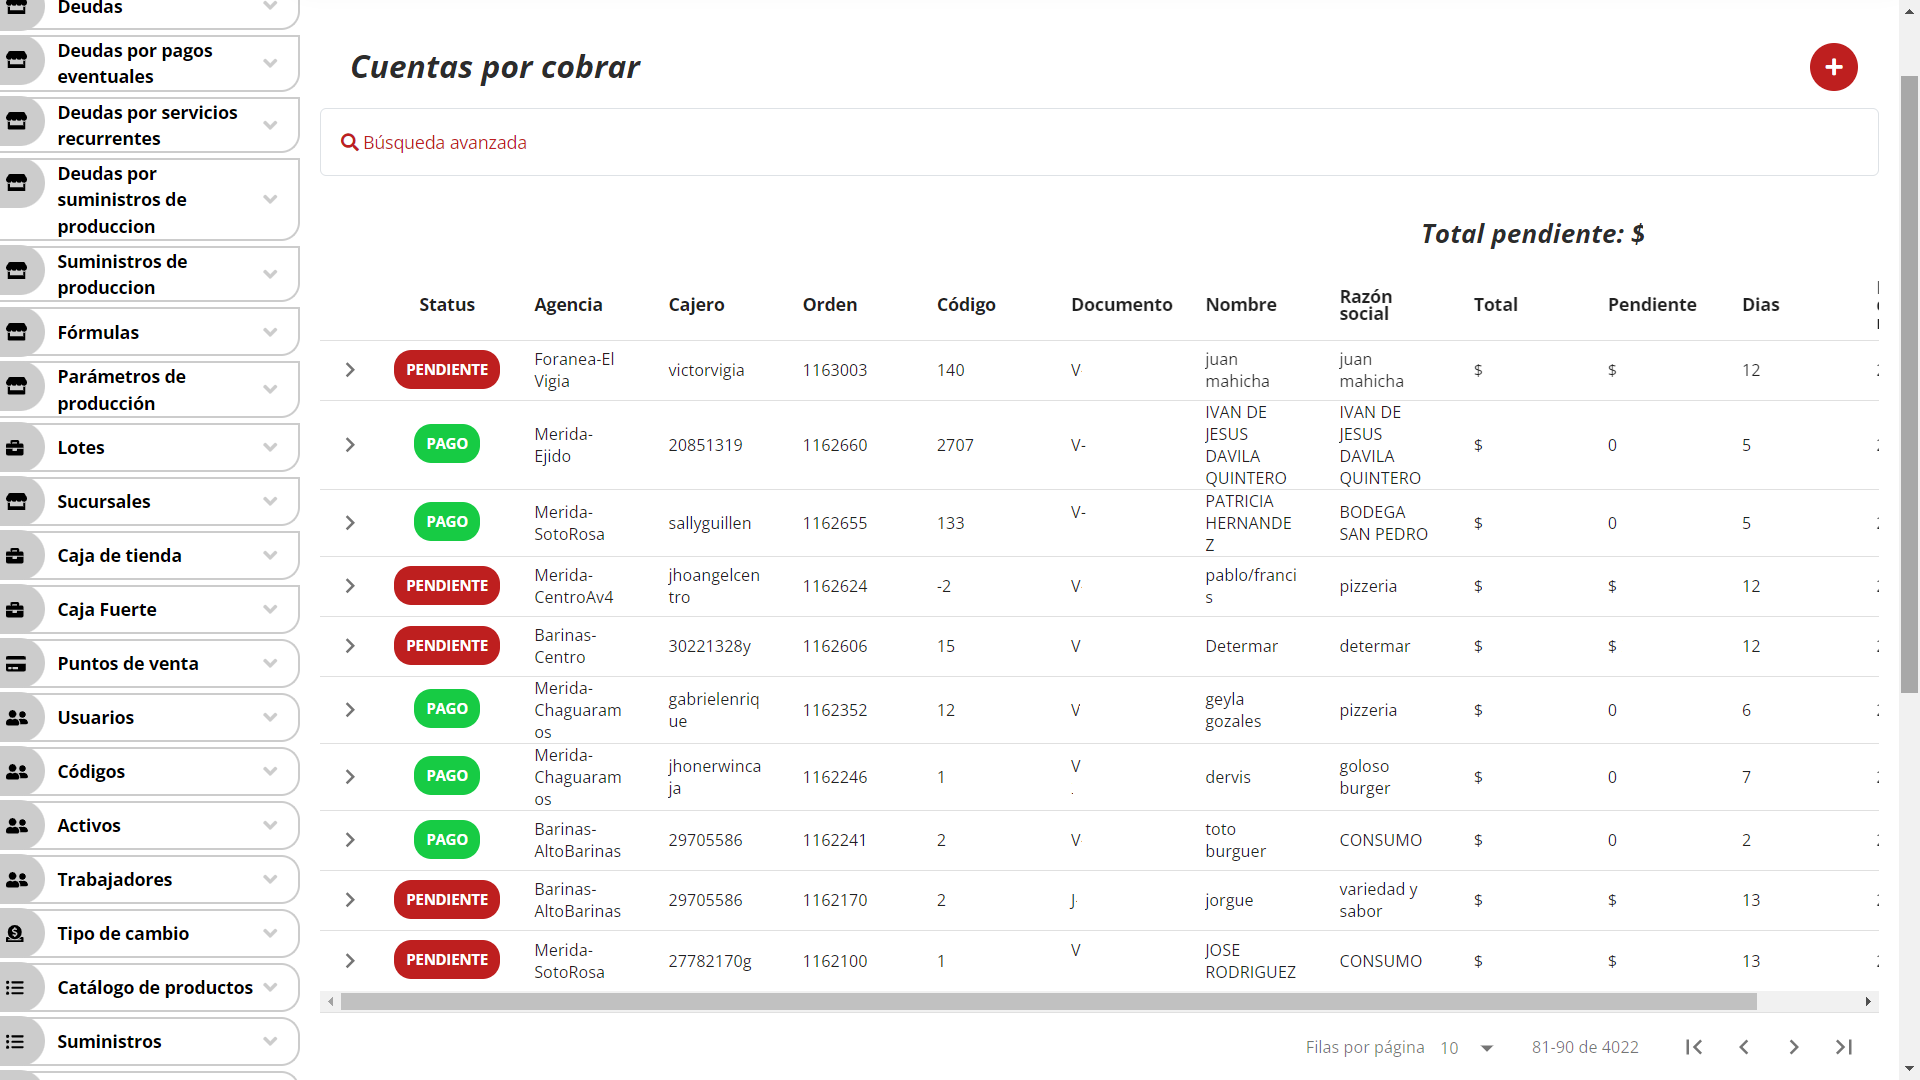 Deudas
Deudas por pagos
eventuales
Deudas por servicios
recurrentes
Deudas por
suministros de
produccion
Suministros de
produccion
Fórmulas
Parámetros de
producción
Lotes
Sucursales
Caja de tienda
Caja Fuerte
Puntos de venta
Usuarios
Códigos
Activos
Trabajadores
Tipo de cambio
Catálogo de productos
Suministros
Cuentas por cobrar
Búsqueda avanzada
Total pendiente: $
Status Agencia Cajero Orden Código Documento Nombre Razón social Total Pendiente Dias
PENDIENTE Foranea-El Vigia victorvigia 1163003 140 V juan mahicha juan mahicha $ $ 12
PAGO Merida-Ejido 20851319 1162660 2707 V- IVAN DE JESUS DAVILA QUINTERO IVAN DE JESUS DAVILA QUINTERO $ 0 5
PAGO Merida-SotoRosa sallyguillen 1162655 133 V- PATRICIA HERNANDEZ BODEGA SAN PEDRO $ 0 5
PENDIENTE Merida-CentroAv4 jhoangelcentro 1162624 -2 V pablo/francis pizzeria $ $ 12
PENDIENTE Barinas-Centro 30221328y 1162606 15 V Determar determar $ $ 12
PAGO Merida-Chaguaramos gabrielenrique 1162352 12 V geyla gozales pizzeria $ 0 6
PAGO Merida-Chaguaramos jhonerwincaja 1162246 1 V . dervis goloso burger $ 0 7
PAGO Barinas-AltoBarinas 29705586 1162241 2 V toto burguer CONSUMO $ 0 2
PENDIENTE Barinas-AltoBarinas 29705586 1162170 2 J- jorgue variedad y sabor $ $ 13
PENDIENTE Merida-SotoRosa 27782170g 1162100 1 V JOSE RODRIGUEZ CONSUMO $ $ 13
Filas por página 10 81-90 de 4022